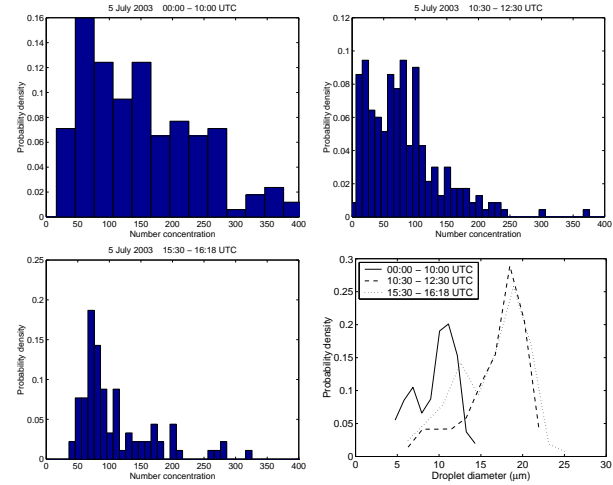 5 July 2003 00:00 − 10:00 UTC
Probability density
0.16
0.14
0.12
0.1
0.08
0.06
0.04
0.02
0
0 50 100 150 200 250 300 350 400
Number concentration
5 July 2003 10:30 − 12:30 UTC
Probability density
0.12
0.1
0.08
0.06
0.04
0.02
0
0 50 100 150 200 250 300 350 400
Number concentration
5 July 2003 15:30 − 16:18 UTC
Probability density
0.25
0.2
0.15
0.1
0.05
0
0 50 100 150 200 250 300 350 400
Number concentration
00:00 − 10:00 UTC
10:30 − 12:30 UTC
15:30 − 16:18 UTC
Probability density
0.3
0.25
0.2
0.15
0.1
0.05
0
0 5 10 15 20 25 30
Droplet diameter (μm)